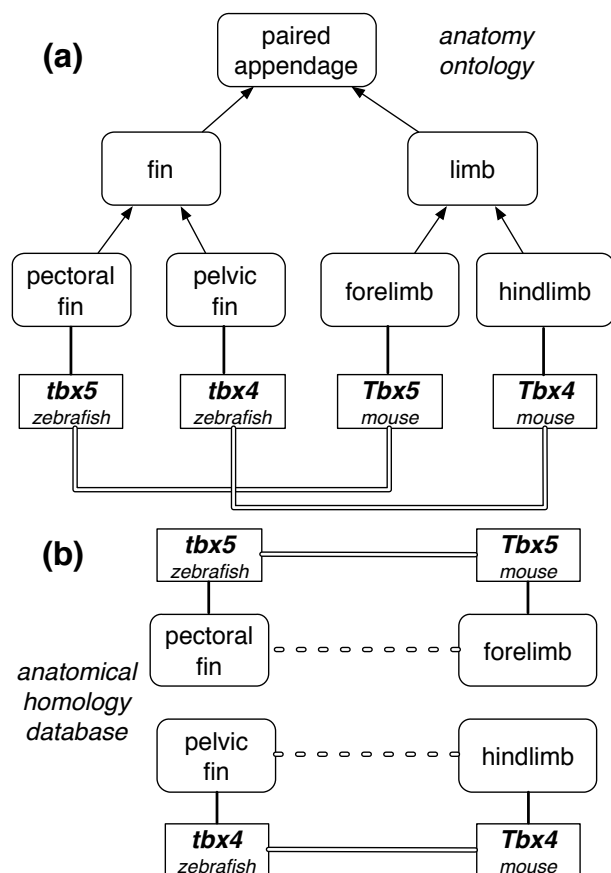 (a)
paired
appendage
anatomy
ontology
fin
limb
pectoral
fin
pelvic
fin
forelimb
hindlimb
tbx5
zebrafish
tbx4
zebrafish
Tbx5
mouse
Tbx4
mouse
(b)
tbx5
zebrafish
Tbx5
mouse
pectoral
fin
forelimb
anatomical
homology
database
pelvic
fin
hindlimb
tbx4
zebrafish
Tbx4
mouse